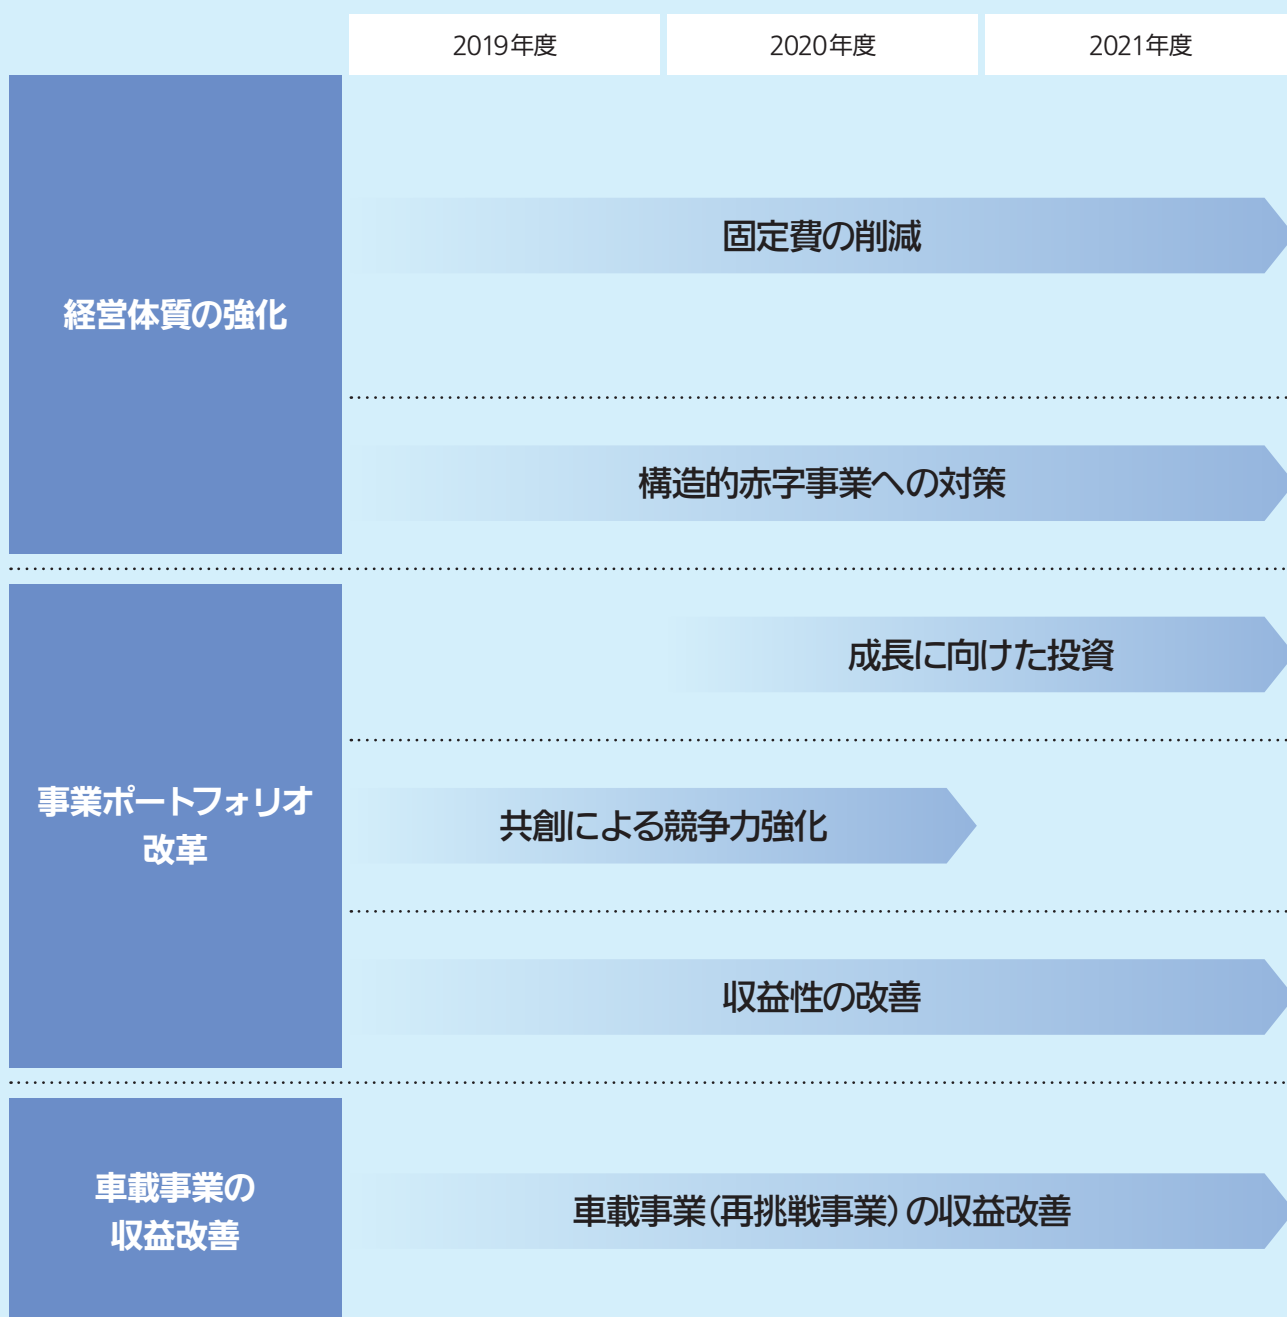 2019年度
2020年度
2021年度
経営体質の強化
固定費の削減
構造的赤字事業への対策
事業ポートフォリオ
改革
成長に向けた投資
共創による競争力強化
収益性の改善
車載事業の
収益改善
車載事業(再挑戦事業)の収益改善